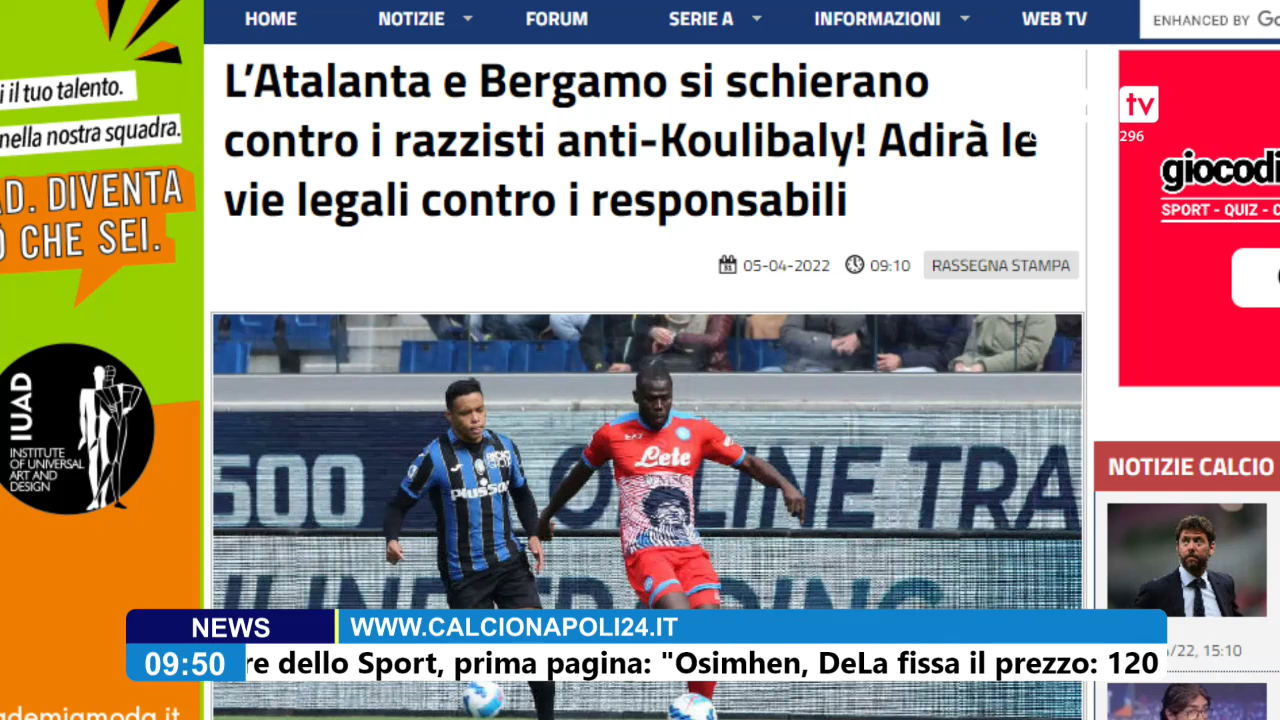 HOME NOTIZIE FORUM SERIE A INFORMAZIONI WEB TV
ENHANCED BY
L'Atalanta e Bergamo si schierano
contro i razzisti anti-Koulibaly! Adirà le
vie legali contro i responsabili
05-04-2022 09:10 RASSEGNA STAMPA
i il tuo talento.
nella nostra squadra.
AD. DIVENTA
Ò CHE SEI.
IUAD
INSTITUTE
OF UNIVERSAL
ART AND
DESIGN
ademiamoda.it
tv
296
giocodi
SPORT - QUIZ - C
NOTIZIE CALCIO
/22, 15:10
500 ONLINE TRA
INLINE TRADING
plus500
Lete
NEWS WWW.CALCIONAPOLI24.IT
09:50 re dello Sport, prima pagina: "Osimhen, DeLa fissa il prezzo: 120